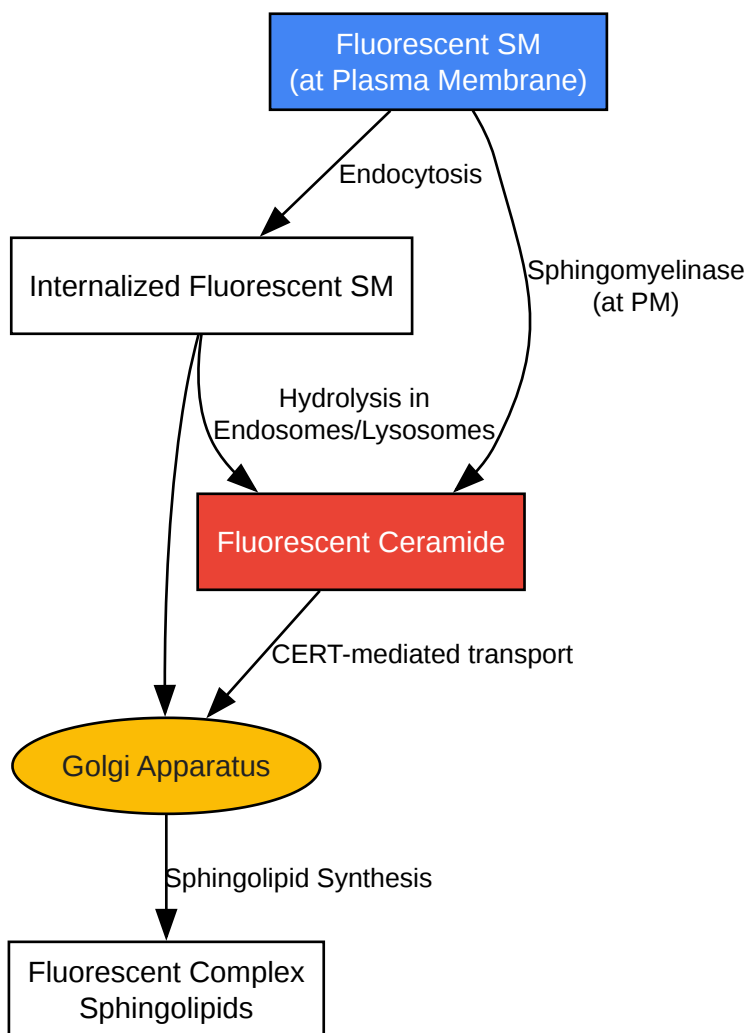 Fluorescent SM
(at Plasma Membrane)
Endocytosis
Sphingomyelinase
(at PM)
Internalized Fluorescent SM
Hydrolysis in
Endosomes/Lysosomes
Fluorescent Ceramide
CERT-mediated transport
Golgi Apparatus
Sphingolipid Synthesis
Fluorescent Complex
Sphingolipids